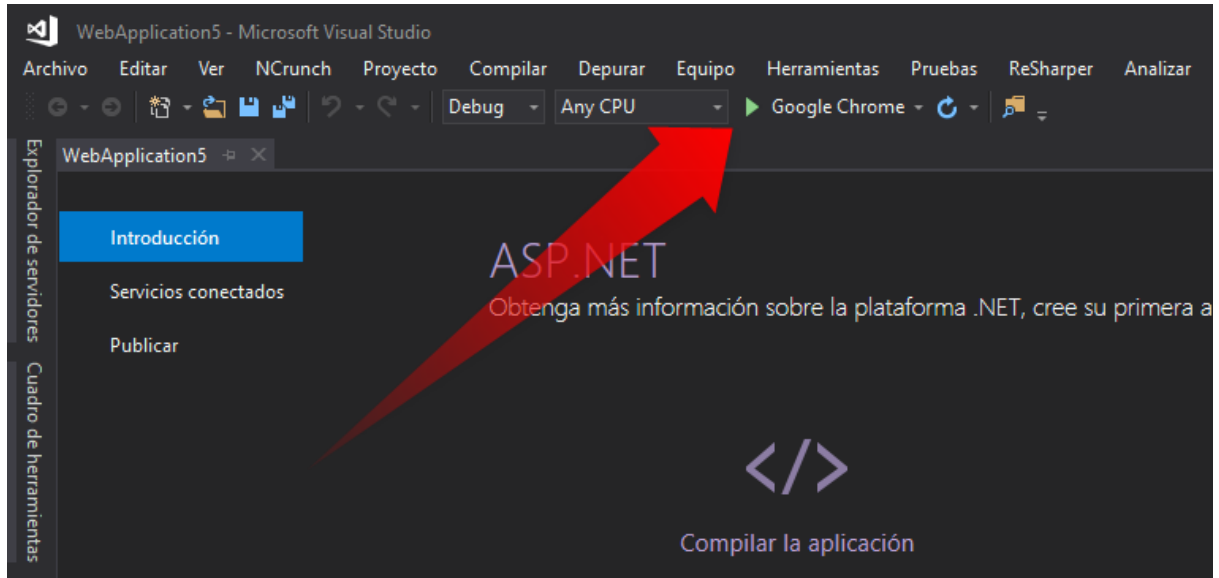 WebApplication5 - Microsoft Visual Studio
Archivo Editar Ver NCrunch Proyecto Compilar Depurar Equipo Herramientas Pruebas ReSharper Analizar
Debug Any CPU Google Chrome
Explorador de servidores
Cuadro de herramientas
WebApplication5
Introducción
Servicios conectados
Publicar
ASP.NET
Obtenga más información sobre la plataforma .NET, cree su primera a
</>
Compilar la aplicación